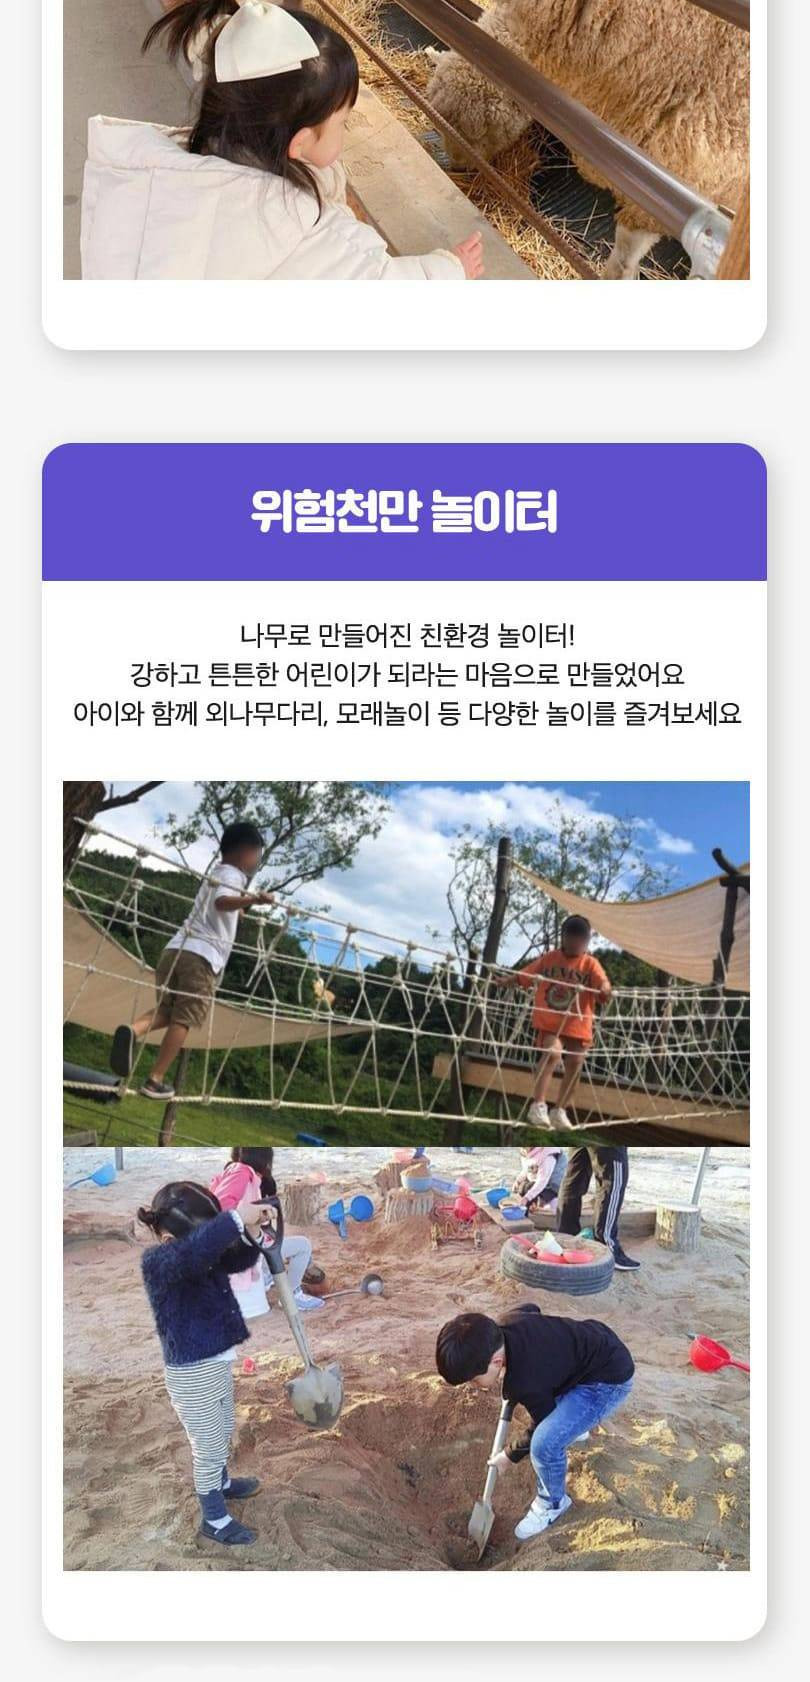 위험천만 놀이터
나무로 만들어진 친환경 놀이터!
강하고 튼튼한 어린이가 되라는 마음으로 만들었어요
아이와 함께 외나무다리, 모래놀이 등 다양한 놀이를 즐겨보세요